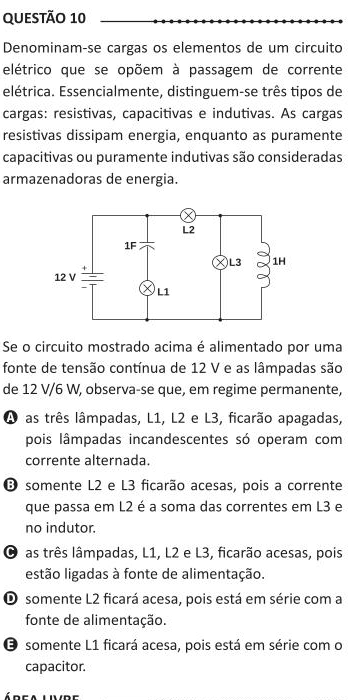 QUESTÃO 10
Denominam-se cargas os elementos de um circuito
elétrico que se opõem à passagem de corrente
elétrica. Essencialmente, distinguem-se três tipos de
cargas: resistivas, capacitivas e indutivas. As cargas
resistivas dissipam energia, enquanto as puramente
capacitivas ou puramente indutivas são consideradas
armazenadoras de energia.
L2
1F
L3
1H
+
12 V
–
L1
Se o circuito mostrado acima é alimentado por uma
fonte de tensão contínua de 12 V e as lâmpadas são
de 12 V/6 W, observa-se que, em regime permanente,
A as três lâmpadas, L1, L2 e L3, ficarão apagadas,
pois lâmpadas incandescentes só operam com
corrente alternada.
B somente L2 e L3 ficarão acesas, pois a corrente
que passa em L2 é a soma das correntes em L3 e
no indutor.
C as três lâmpadas, L1, L2 e L3, ficarão acesas, pois
estão ligadas à fonte de alimentação.
D somente L2 ficará acesa, pois está em série com a
fonte de alimentação.
E somente L1 ficará acesa, pois está em série com o
capacitor.
ÁREA LIVRE